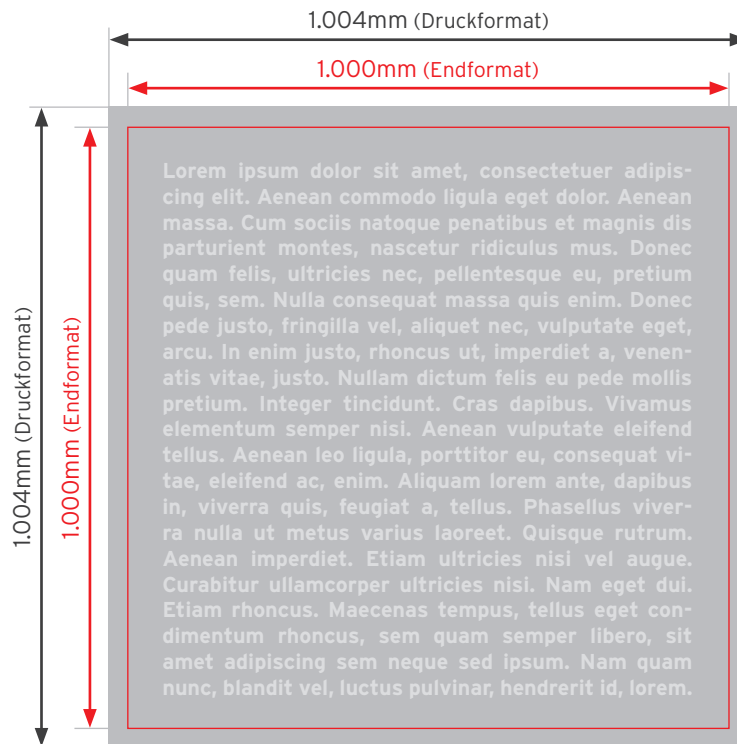 1.004mm (Druckformat)
1.000mm (Endformat)
1.004mm (Druckformat)
1.000mm (Endformat)
Lorem ipsum dolor sit amet, consectetuer adipis-
cing elit. Aenean commodo ligula eget dolor. Aenean
massa. Cum sociis natoque penatibus et magnis dis
parturient montes, nascetur ridiculus mus. Donec
quam felis, ultricies nec, pellentesque eu, pretium
quis, sem. Nulla consequat massa quis enim. Donec
pede justo, fringilla vel, aliquet nec, vulputate eget,
arcu. In enim justo, rhoncus ut, imperdiet a, venen-
atis vitae, justo. Nullam dictum felis eu pede mollis
pretium. Integer tincidunt. Cras dapibus. Vivamus
elementum semper nisi. Aenean vulputate eleifend
tellus. Aenean leo ligula, porttitor eu, consequat vi-
tae, eleifend ac, enim. Aliquam lorem ante, dapibus
in, viverra quis, feugiat a, tellus. Phasellus viver-
ra nulla ut metus varius laoreet. Quisque rutrum.
Aenean imperdiet. Etiam ultricies nisi vel augue.
Curabitur ullamcorper ultricies nisi. Nam eget dui.
Etiam rhoncus. Maecenas tempus, tellus eget con-
dimentum rhoncus, sem quam semper libero, sit
amet adipiscing sem neque sed ipsum. Nam quam
nunc, blandit vel, luctus pulvinar, hendrerit id, lorem.